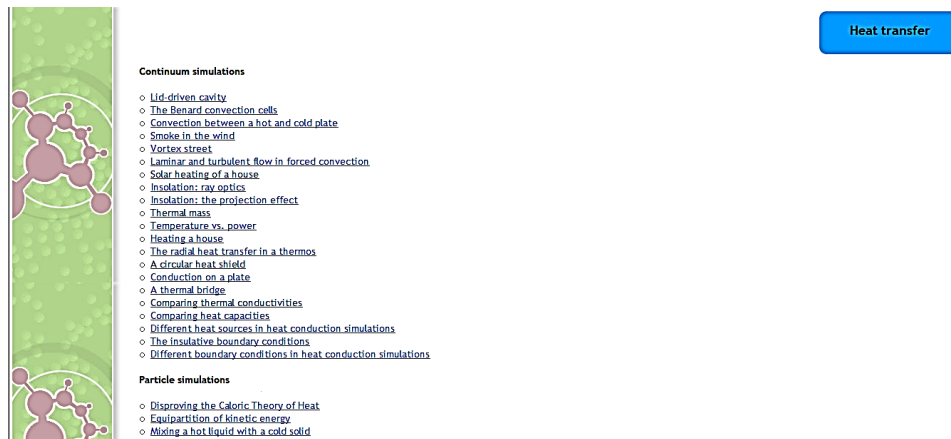 Heat transfer
Continuum simulations
Lid-driven cavity
The Benard convection cells
Convection between a hot and cold plate
Smoke in the wind
Vortex street
Laminar and turbulent flow in forced convection
Solar heating of a house
Insolation: ray optics
Insolation: the projection effect
Thermal mass
Temperature vs. power
Heating a house
The radial heat transfer in a thermos
A circular heat shield
Conduction on a plate
A thermal bridge
Comparing thermal conductivities
Comparing heat capacities
Different heat sources in heat conduction simulations
The insulative boundary conditions
Different boundary conditions in heat conduction simulations
Particle simulations
Disproving the Caloric Theory of Heat
Equipartition of kinetic energy
Mixing a hot liquid with a cold solid